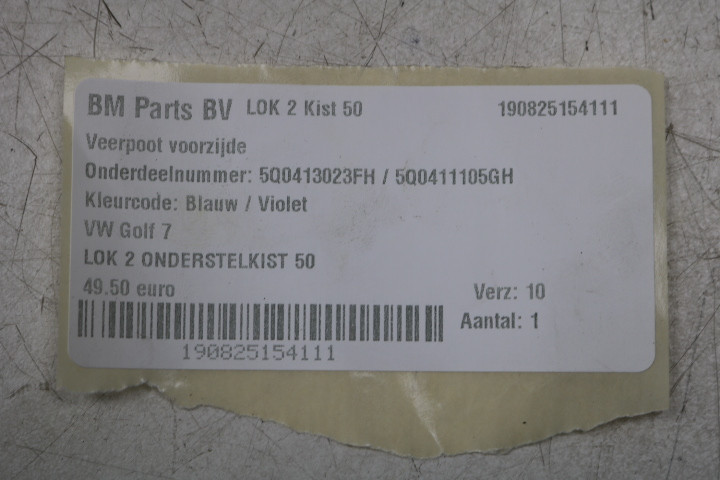 BM Parts BV LOK 2 Kist 50 190825154111
Veerpoot voorzijde
Onderdeelnummer: 5Q0413023FH / 5Q0411105GH
Kleurcode: Blauw / Violet
VW Golf 7
LOK 2 ONDERSTELKIST 50
49.50 euro Verz: 10
Aantal: 1
190825154111